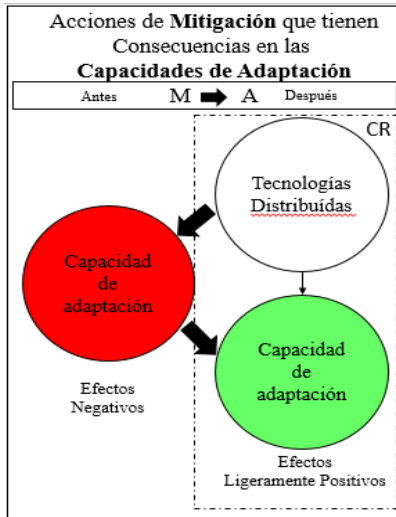 Acciones de Mitigación que tienen
Consecuencias en las
Capacidades de Adaptación
Antes M A Después
CR
Tecnologías
Distribuídas
Capacidad
de
adaptación
Efectos
Negativos
Capacidad
de
adaptación
Efectos
Ligeramente Positivos